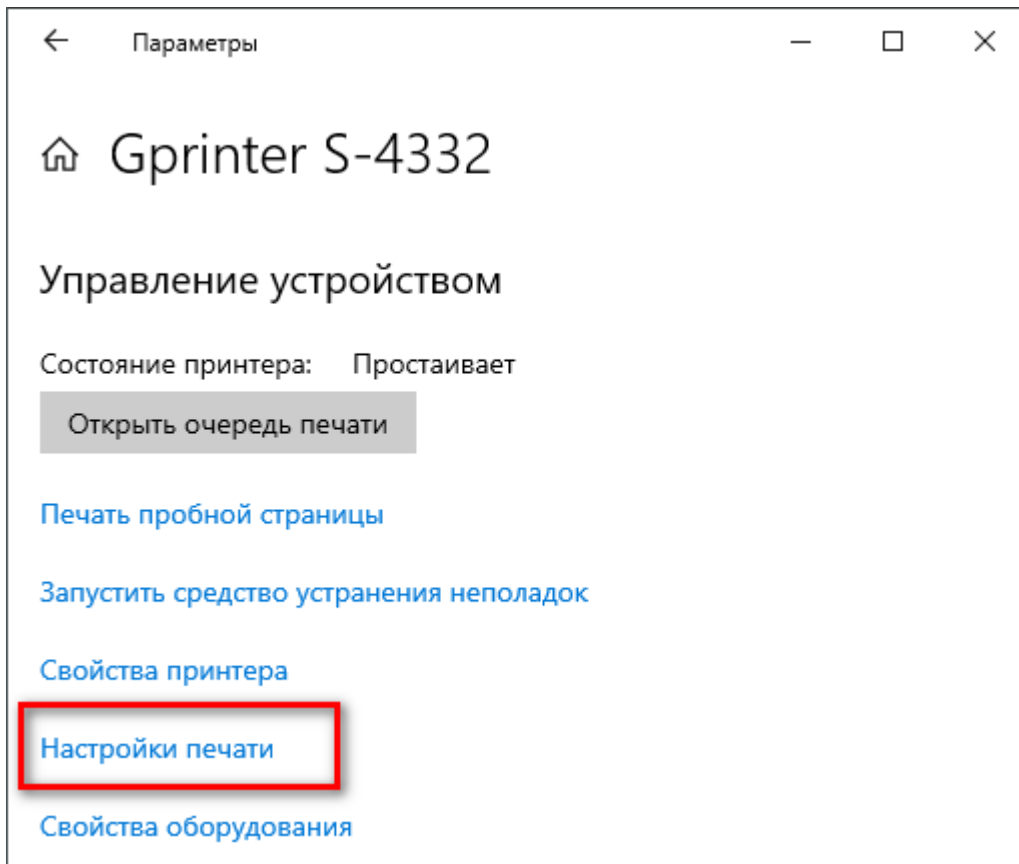 Параметры
Gprinter S-4332
Управление устройством
Состояние принтера: Простаивает
Открыть очередь печати
Печать пробной страницы
Запустить средство устранения неполадок
Свойства принтера
Настройки печати
Свойства оборудования